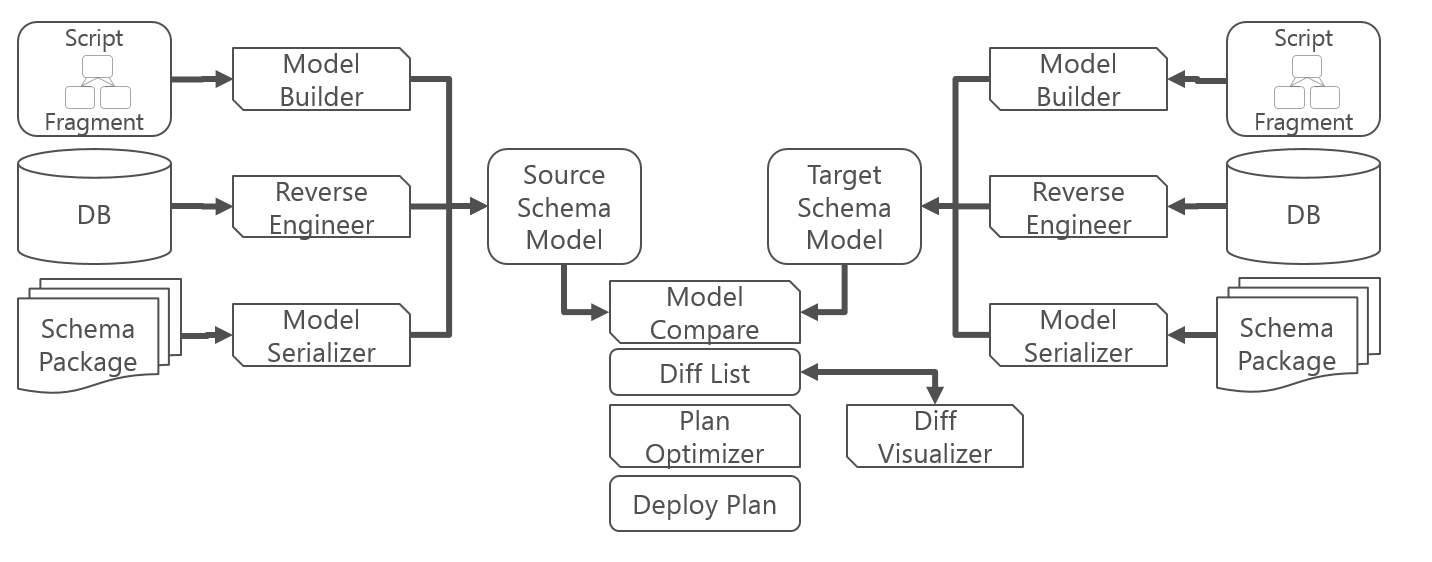 Script
Fragment
Model
Builder
DB
Reverse
Engineer
Schema
Package
Model
Serializer
Source
Schema
Model
Target
Schema
Model
Model
Builder
Script
Fragment
Reverse
Engineer
DB
Model
Serializer
Schema
Package
Model
Compare
Diff List
Plan
Optimizer
Diff
Visualizer
Deploy Plan